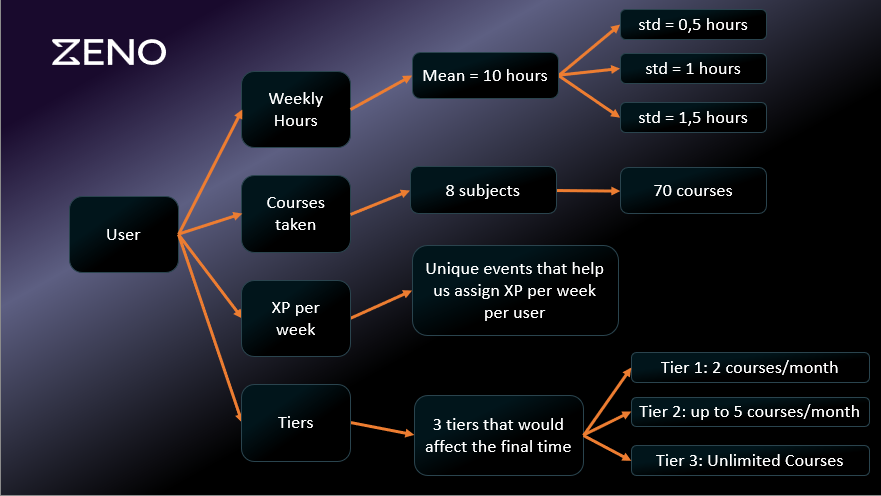 ZENO
User
Weekly
Hours
Mean = 10 hours
std = 0,5 hours
std = 1 hours
std = 1,5 hours
Courses
taken
8 subjects
70 courses
XP per
week
Unique events that help
us assign XP per week
per user
Tiers
3 tiers that would
affect the final time
Tier 1: 2 courses/month
Tier 2: up to 5 courses/month
Tier 3: Unlimited Courses